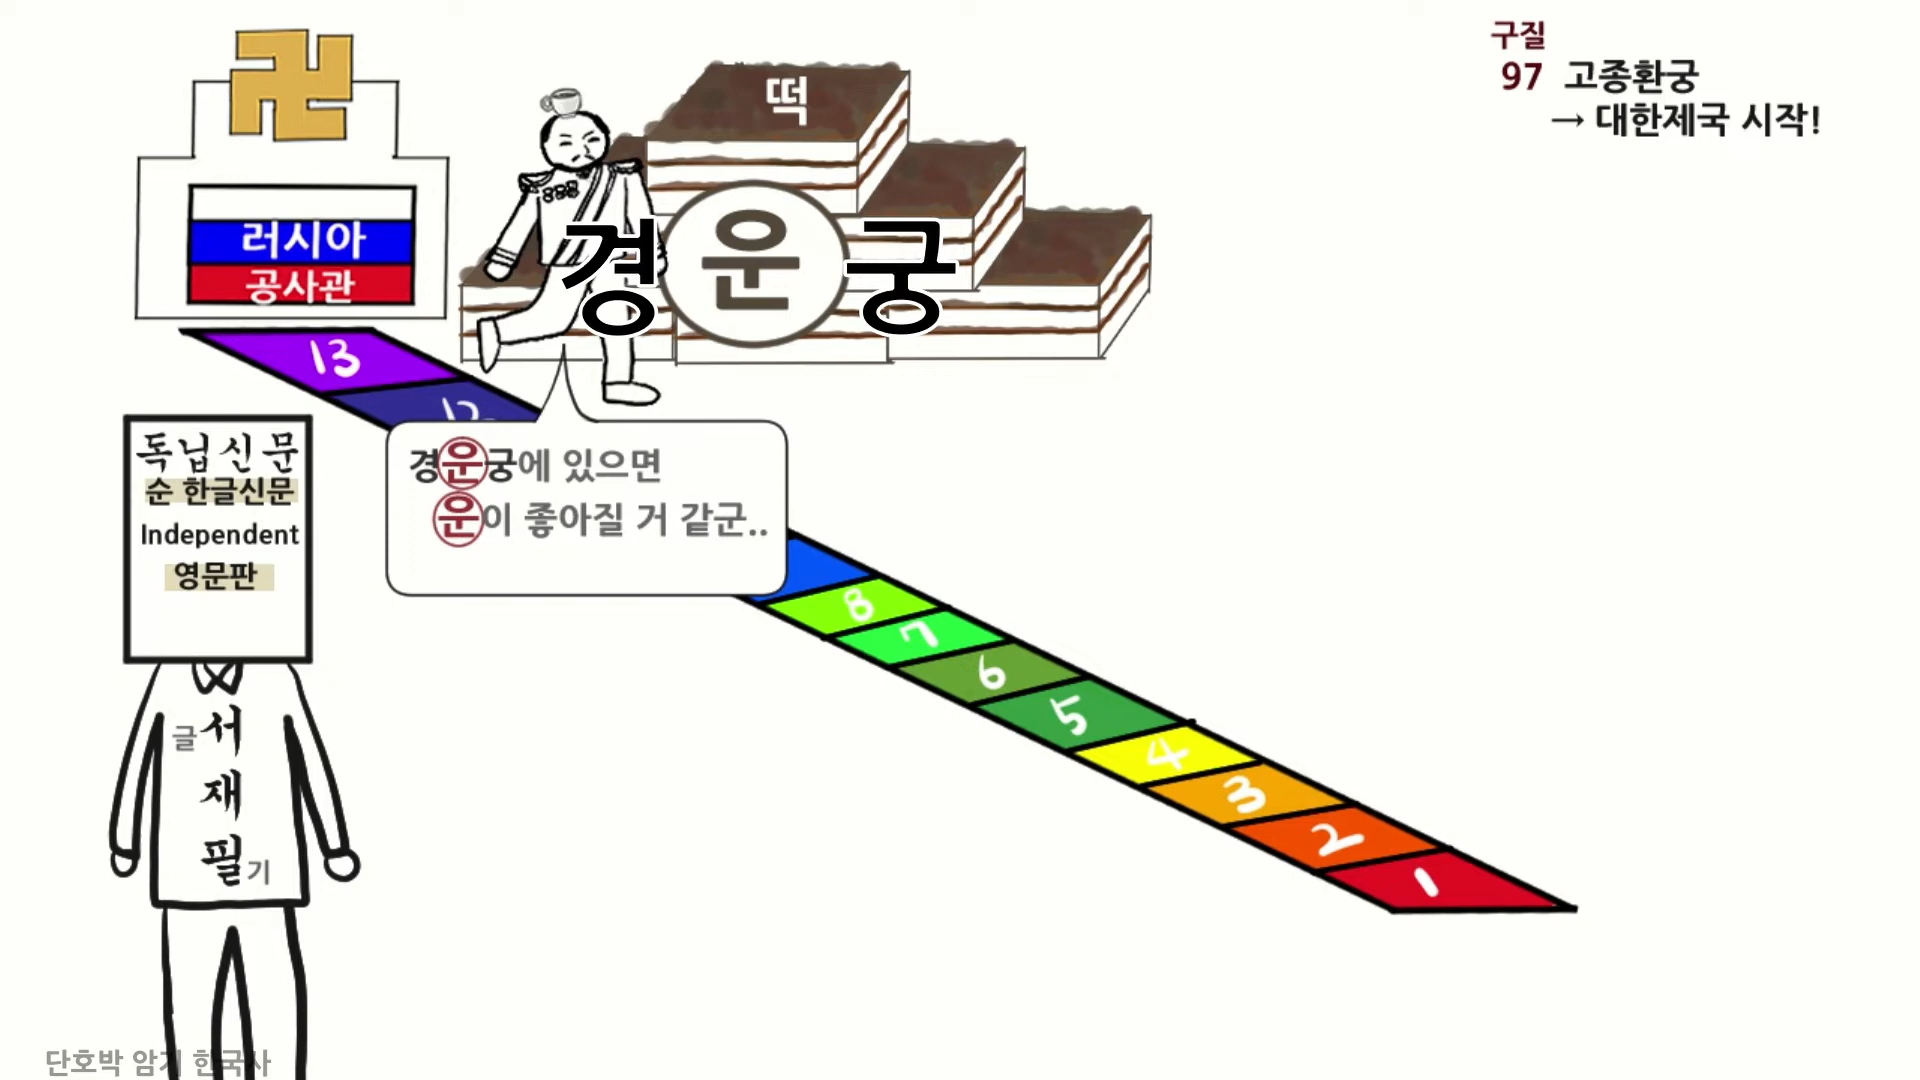 구질
97 고종환궁
→ 대한제국 시작!
떡
경운궁
러시아
공사관
경운궁에 있으면
운이 좋아질 거 같군..
독닙신문
순 한글신문
Independent
영문판
글서
재
필기
13
12
8
7
6
5
4
3
2
1
단호박 암기 한국사